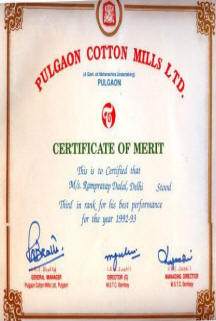 PULGAON COTTON MILLS LTD.
(A Govt. of Maharashtra Undertaking)
PULGAON
CERTIFICATE OF MERIT
This is to Certified that
M/s. Rampratap Dalal, Delhi Stood
Third in rank for his best performance
for the year 1992-93
GENERAL MANAGER DIRECTOR MANAGING DIRECTOR
Pulgaon Cotton Mills Ltd., Pulgaon M.S.T.C. Bombay M.S.T.C. Bombay